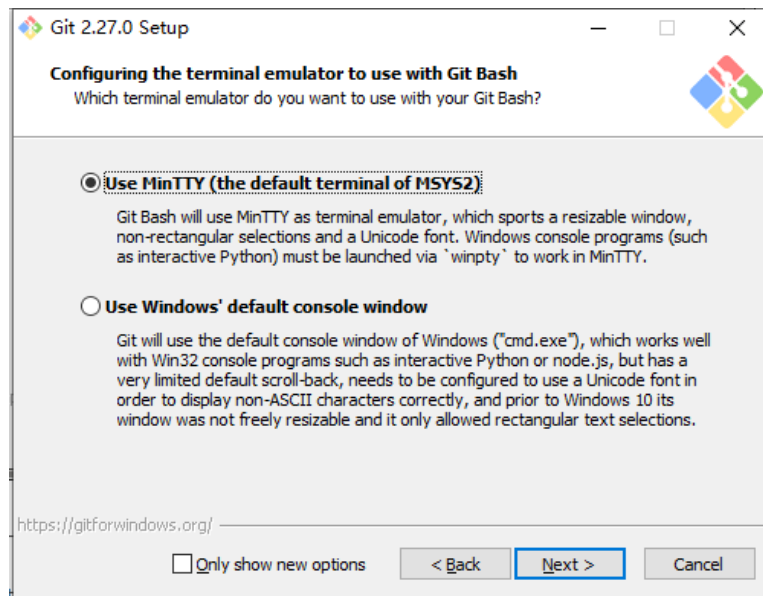 Git 2.27.0 Setup
Configuring the terminal emulator to use with Git Bash
Which terminal emulator do you want to use with your Git Bash?
Use MinTTY (the default terminal of MSYS2)
Git Bash will use MinTTY as terminal emulator, which sports a resizable window,
non-rectangular selections and a Unicode font. Windows console programs (such
as interactive Python) must be launched via `winpty` to work in MinTTY.
Use Windows' default console window
Git will use the default console window of Windows ("cmd.exe"), which works well
with Win32 console programs such as interactive Python or node.js, but has a
very limited default scroll-back, needs to be configured to use a Unicode font in
order to display non-ASCII characters correctly, and prior to Windows 10 its
window was not freely resizable and it only allowed rectangular text selections.
https://gitforwindows.org/
Only show new options
< Back
Next >
Cancel